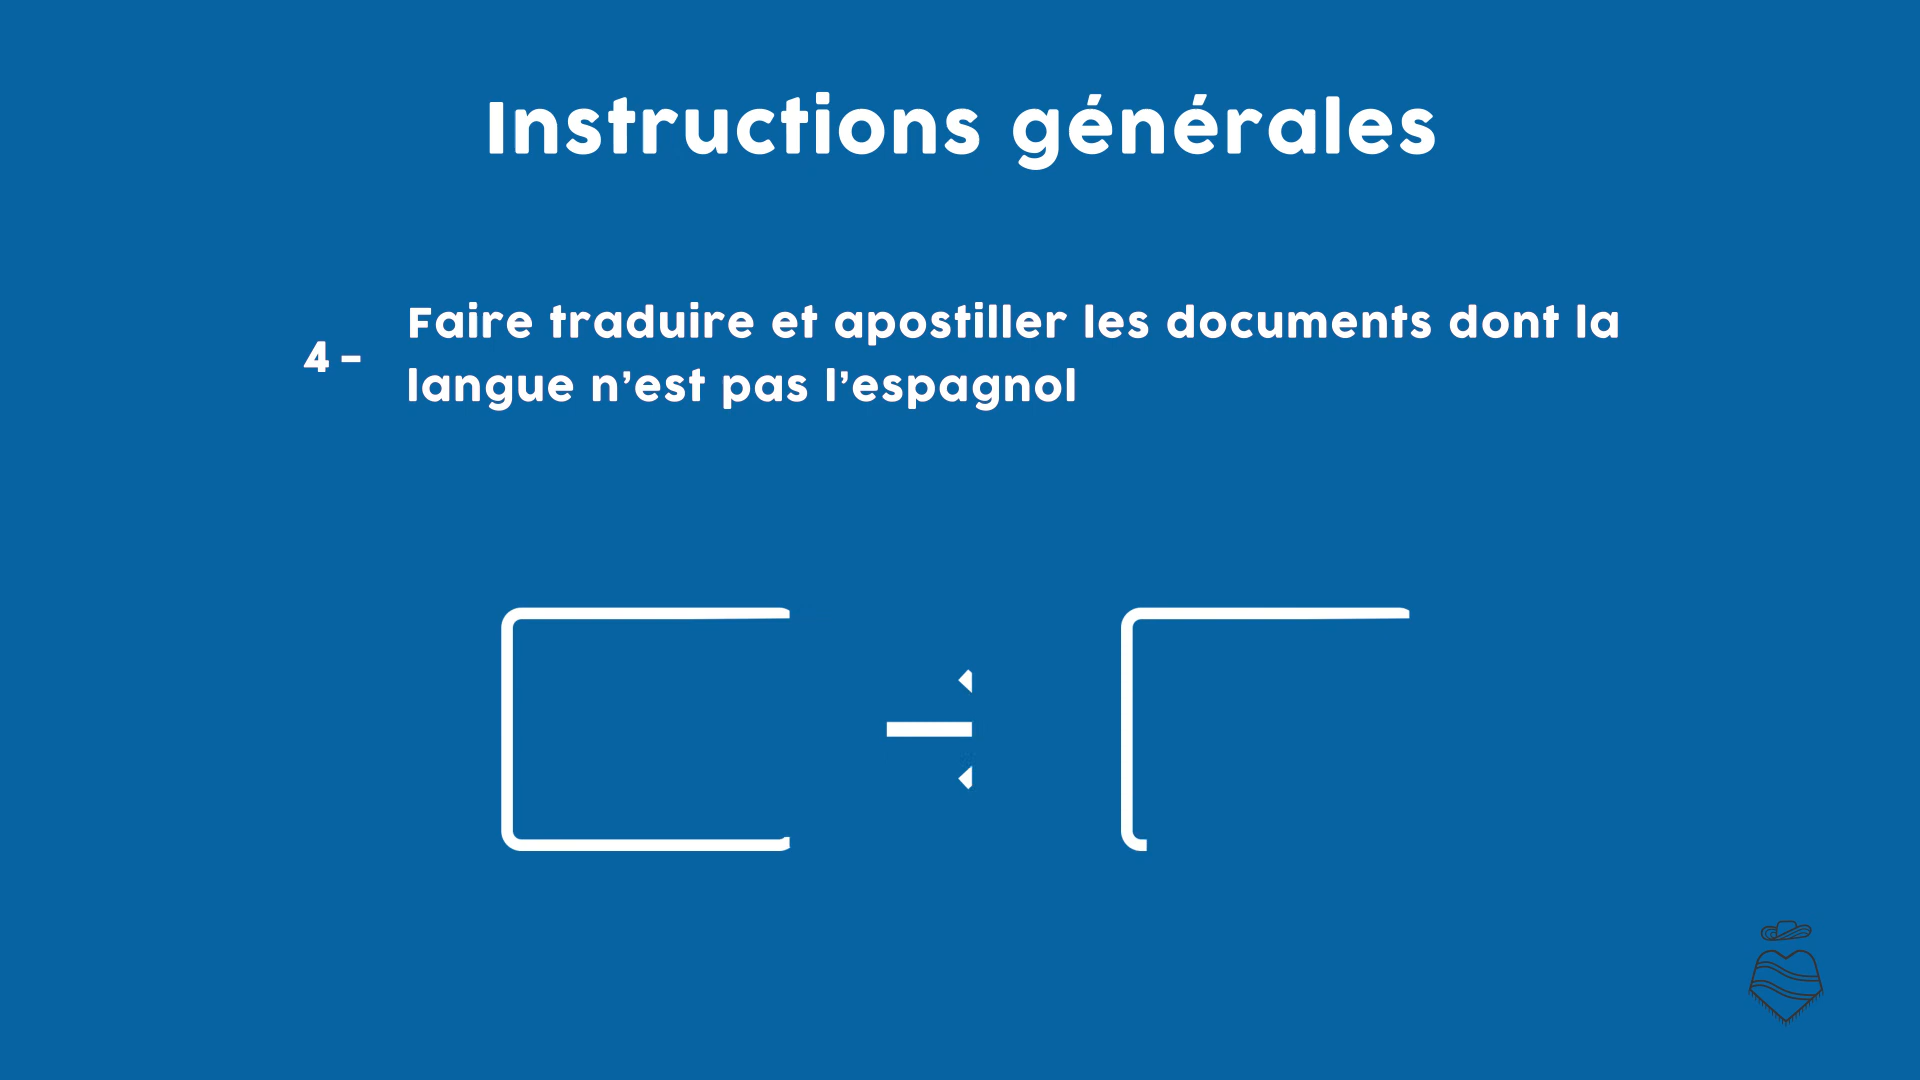 Instructions générales
4 - Faire traduire et apostiller les documents dont la
langue n’est pas l’espagnol